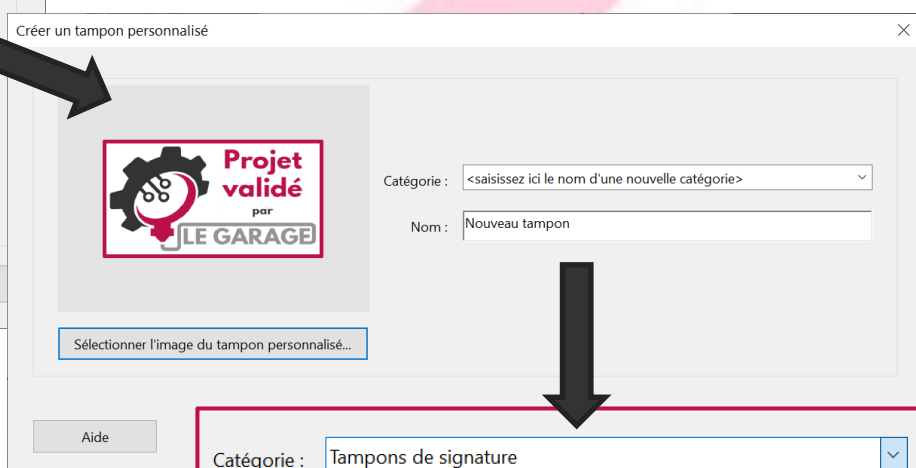 Créer un tampon personnalisé
Projet
validé
par
LE GARAGE
Catégorie :
<saisissez ici le nom d'une nouvelle catégorie>
Nom :
Nouveau tampon
Sélectionner l'image du tampon personnalisé...
Aide
Catégorie :
Tampons de signature